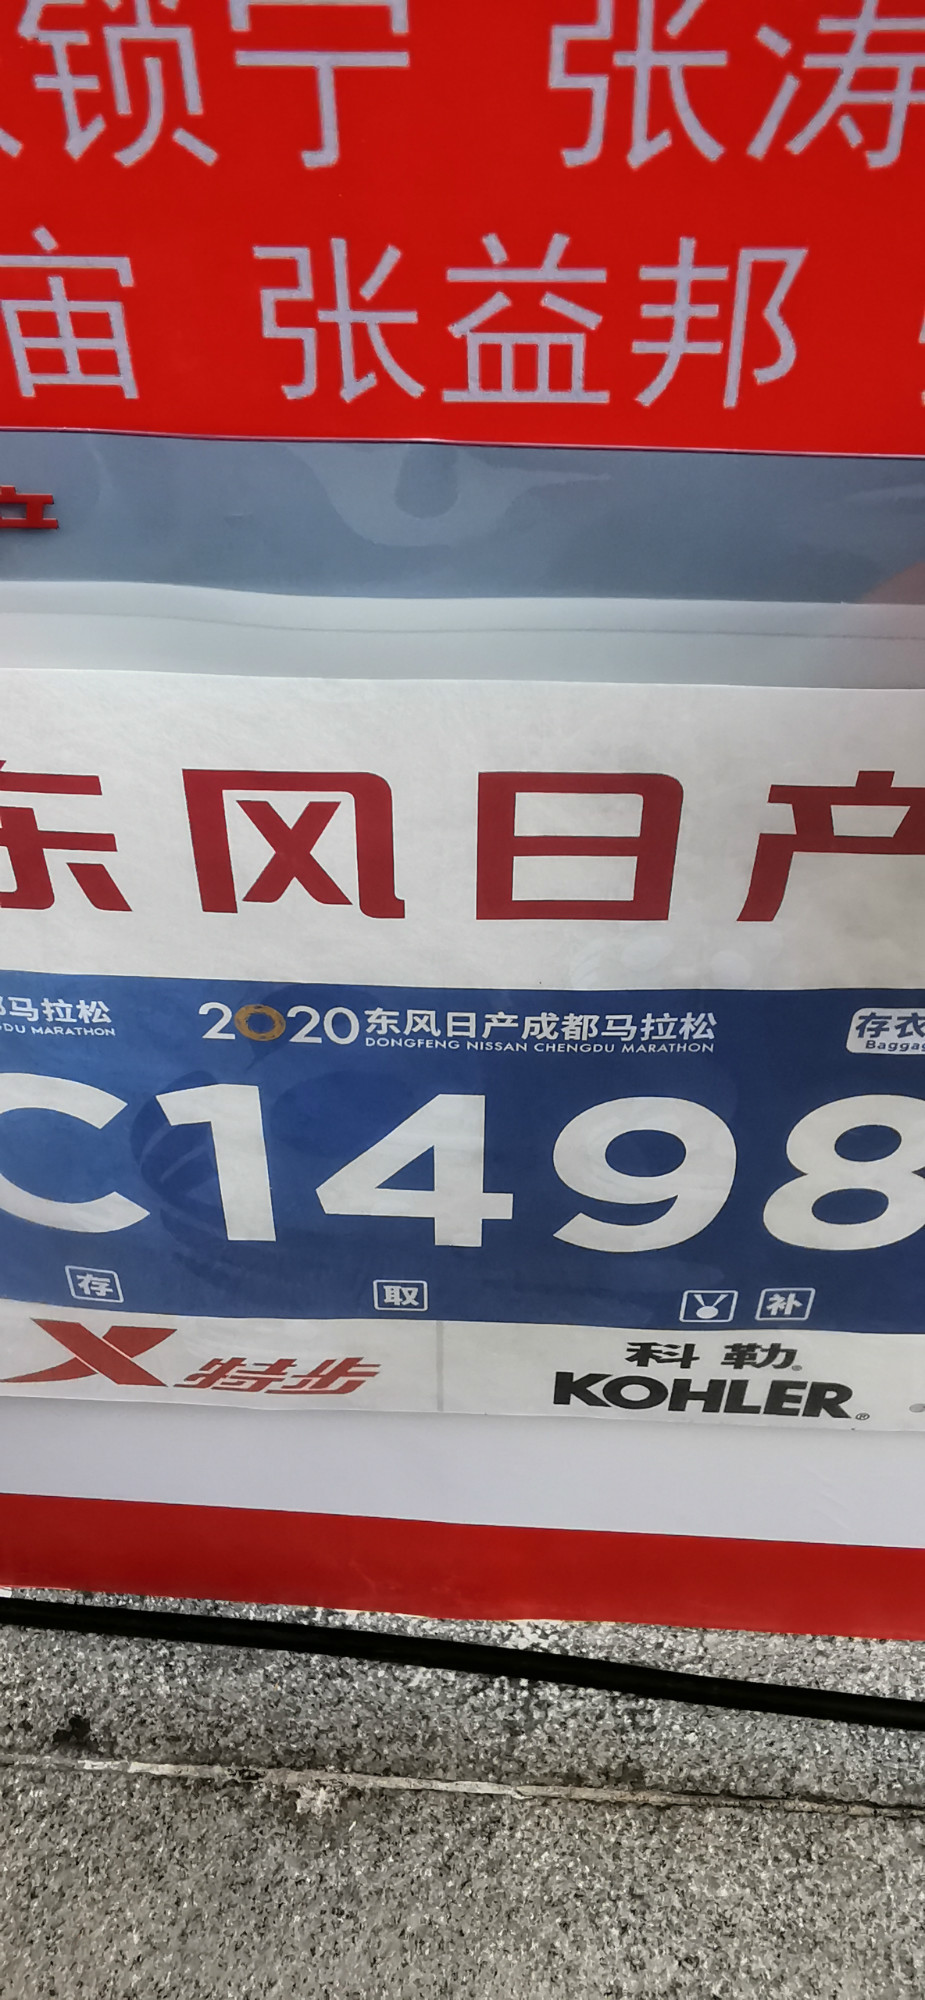 锁宁 张涛
宙 张益邦
产
东风日产
马拉松 2020东风日产成都马拉松 存衣
DU MARATHON DONGFENG NISSAN CHENGDU MARATHON Bagga
C1498
存 取 补
特步 科勒
KOHLER®